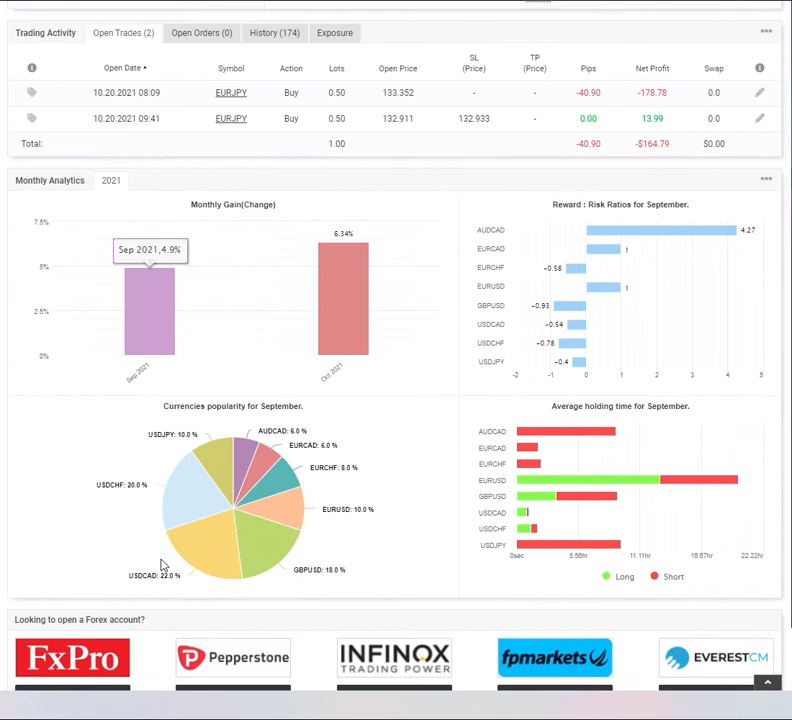 Trading Activity Open Trades (2) Open Orders (0) History (174) Exposure
Open Date Symbol Action Lots Open Price SL (Price) TP (Price) Pips Net Profit Swap
10.20.2021 08:09 EURJPY Buy 0.50 133.352 - - -40.90 -178.78 0.0
10.20.2021 09:41 EURJPY Buy 0.50 132.911 132.933 - 0.00 13.99 0.0
Total: 1.00 -40.90 -$164.79 $0.00
Monthly Analytics 2021
Monthly Gain(Change)
7.5%
5%
2.5%
0%
Sep 2021,4.9%
6.34%
Sep 2021
Oct 2021
Reward : Risk Ratios for September.
AUDCAD 4.27
EURCAD 1
EURCHF -0.58
EURUSD 1
GBPUSD -0.93
USDCAD -0.54
USDCHF -0.78
USDJPY -0.4
-2 -1 0 1 2 3 4 5
Currencies popularity for September.
AUDCAD: 6.0 %
EURCAD: 6.0 %
EURCHF: 8.0 %
EURUSD: 10.0 %
GBPUSD: 18.0 %
USDCAD: 22.0 %
USDCHF: 20.0 %
USDJPY: 10.0 %
Average holding time for September.
AUDCAD
EURCAD
EURCHF
EURUSD
GBPUSD
USDCAD
USDCHF
USDJPY
0sec 5.55hr 11.11hr 16.67hr 22.22hr
Long Short
Looking to open a Forex account?
FxPro
Pepperstone
INFINOX
TRADING POWER
fpmarkets
EVERESTCM